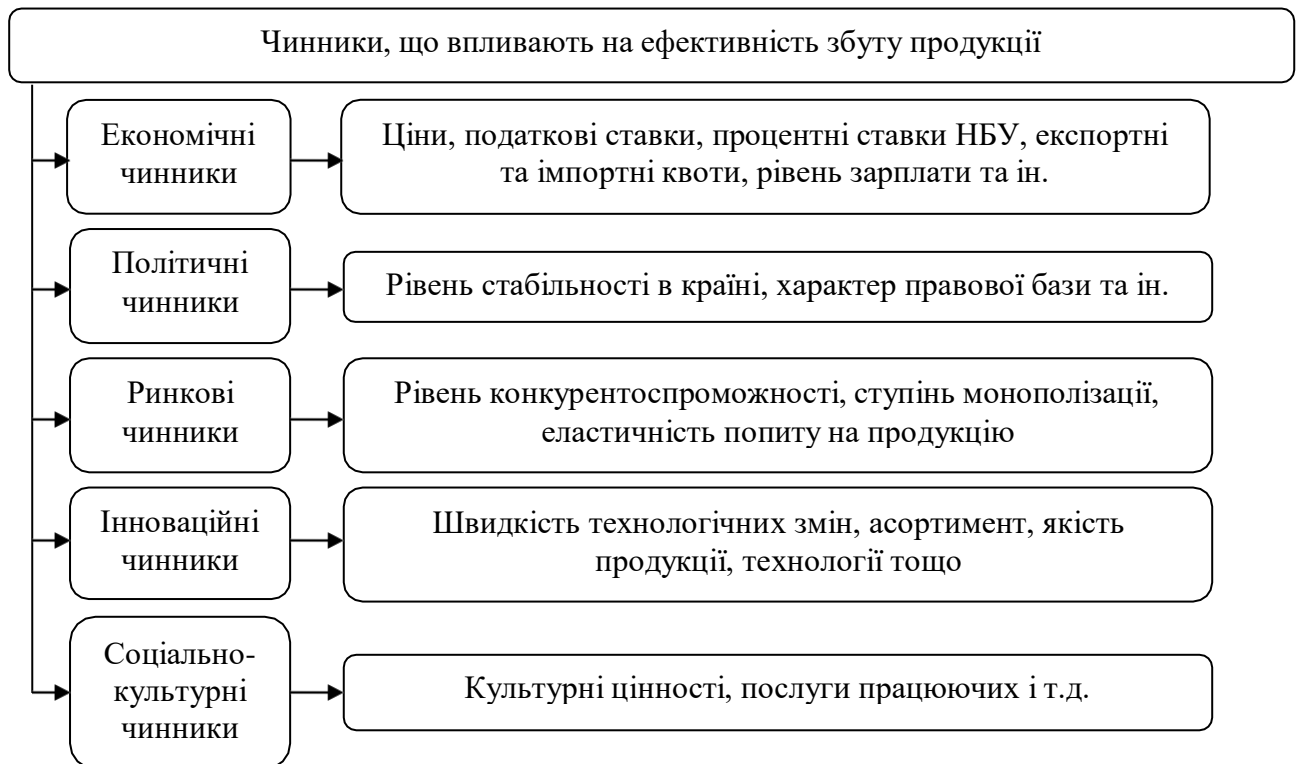 Чинники, що впливають на ефективність збуту продукції
Економічні
чинники
Ціни, податкові ставки, процентні ставки НБУ, експортні
та імпортні квоти, рівень зарплати та ін.
Політичні
чинники
Рівень стабільності в країні, характер правової бази та ін.
Ринкові
чинники
Рівень конкурентоспроможності, ступінь монополізації,
еластичність попиту на продукцію
Інноваційні
чинники
Швидкість технологічних змін, асортимент, якість
продукції, технології тощо
Соціально-
культурні
чинники
Культурні цінності, послуги працюючих і т.д.